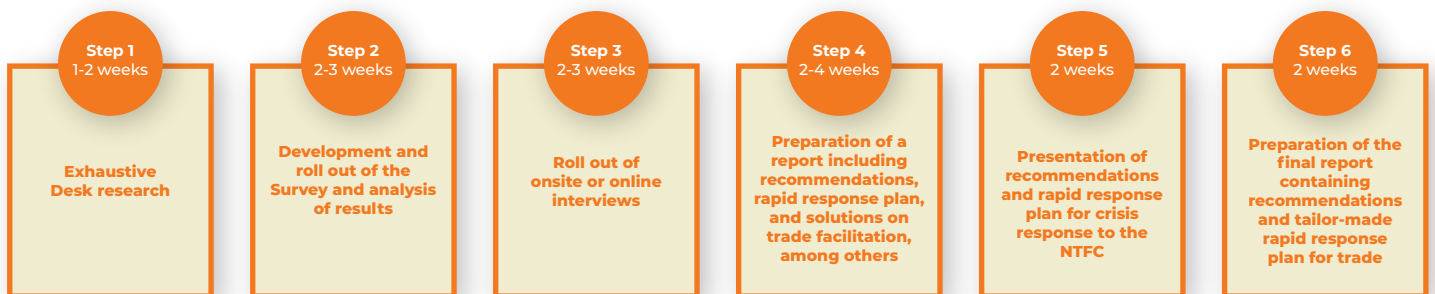 Step 1
1-2 weeks
Exhaustive
Desk research
Step 2
2-3 weeks
Development and
roll out of the
Survey and analysis
of results
Step 3
2-3 weeks
Roll out of
onsite or online
interviews
Step 4
2-4 weeks
Preparation of a
report including
recommendations,
rapid response plan,
and solutions on
trade facilitation,
among others
Step 5
2 weeks
Presentation of
recommendations
and rapid response
plan for crisis
response to the
NTFC
Step 6
2 weeks
Preparation of the
final report
containing
recommendations
and tailor-made
rapid response
plan for trade